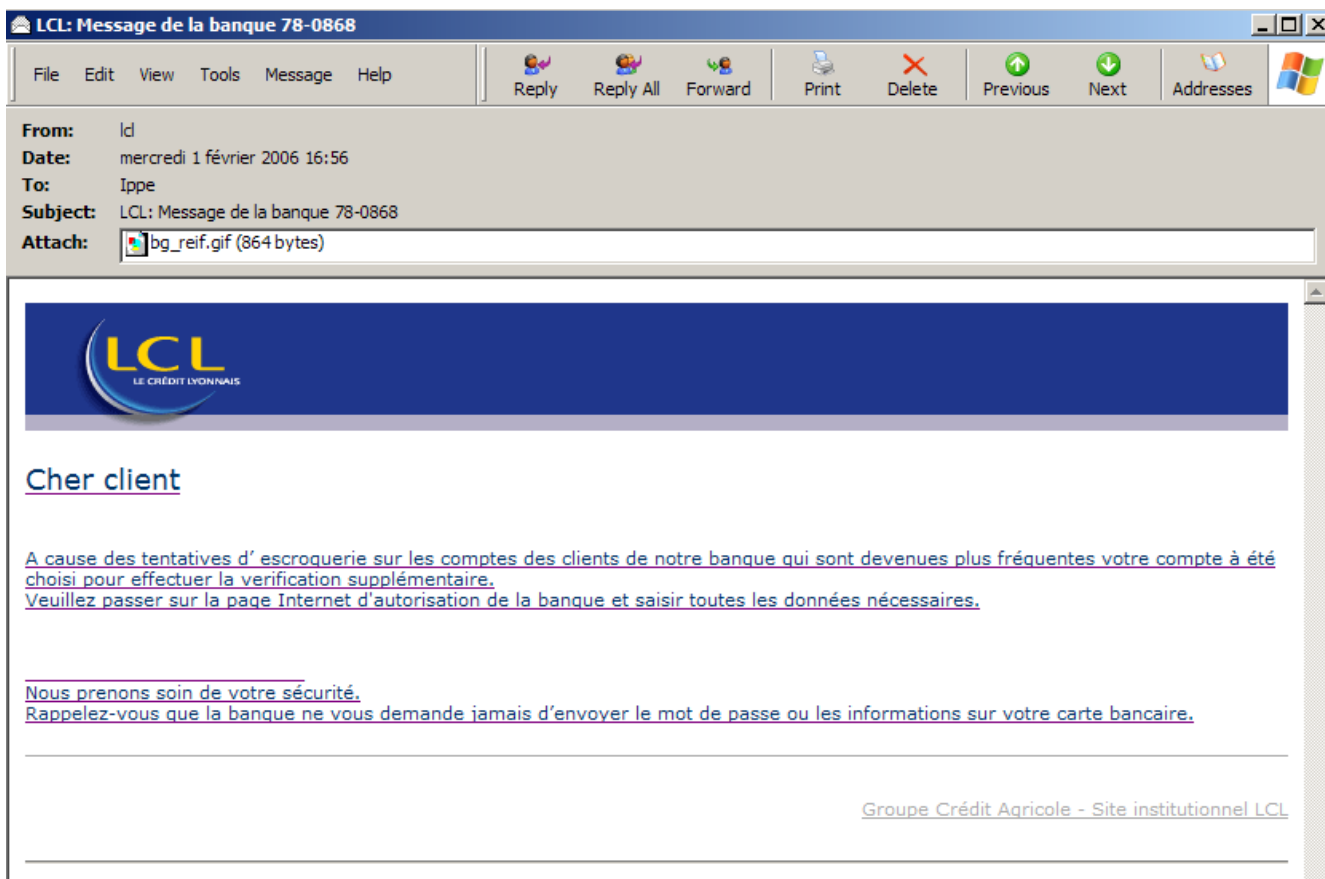 LCL: Message de la banque 78-0868
File Edit View Tools Message Help Reply Reply All Forward Print Delete Previous Next Addresses
From: lcl
Date: mercredi 1 février 2006 16:56
To: Ippe
Subject: LCL: Message de la banque 78-0868
Attach: bg_reif.gif (864 bytes)
LCL
LE CRÉDIT LYONNAIS
Cher client
A cause des tentatives d’ escroquerie sur les comptes des clients de notre banque qui sont devenues plus fréquentes votre compte à été
choisi pour effectuer la verification supplémentaire.
Veuillez passer sur la page Internet d'autorisation de la banque et saisir toutes les données nécessaires.
Nous prenons soin de votre sécurité.
Rappelez-vous que la banque ne vous demande jamais d’envoyer le mot de passe ou les informations sur votre carte bancaire.
Groupe Crédit Agricole - Site institutionnel LCL